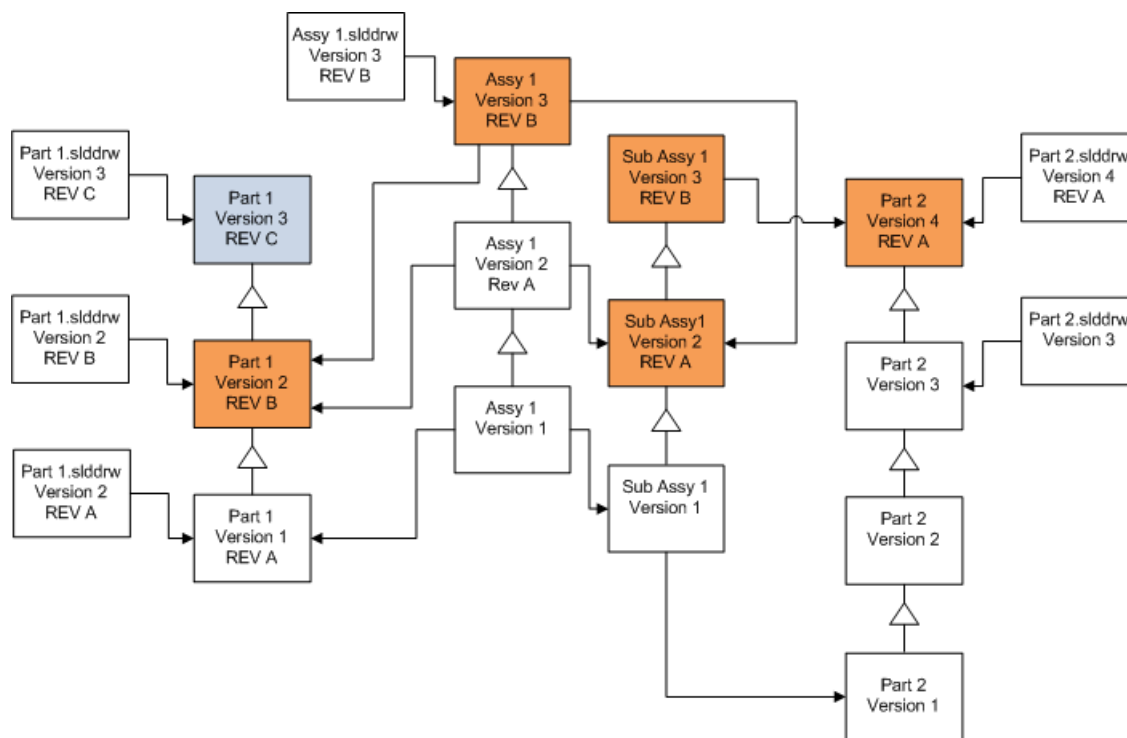 Assy 1.slddrw
Version 3
REV B
Assy 1
Version 3
REV B
Part 1.slddrw
Version 3
REV C
Part 1
Version 3
REV C
Sub Assy 1
Version 3
REV B
Part 2
Version 4
REV A
Part 2.slddrw
Version 4
REV A
Assy 1
Version 2
Rev A
Part 1.slddrw
Version 2
REV B
Part 1
Version 2
REV B
Sub Assy1
Version 2
REV A
Part 2
Version 3
Part 2.slddrw
Version 3
Assy 1
Version 1
Part 1.slddrw
Version 2
REV A
Part 1
Version 1
REV A
Sub Assy 1
Version 1
Part 2
Version 2
Part 2
Version 1